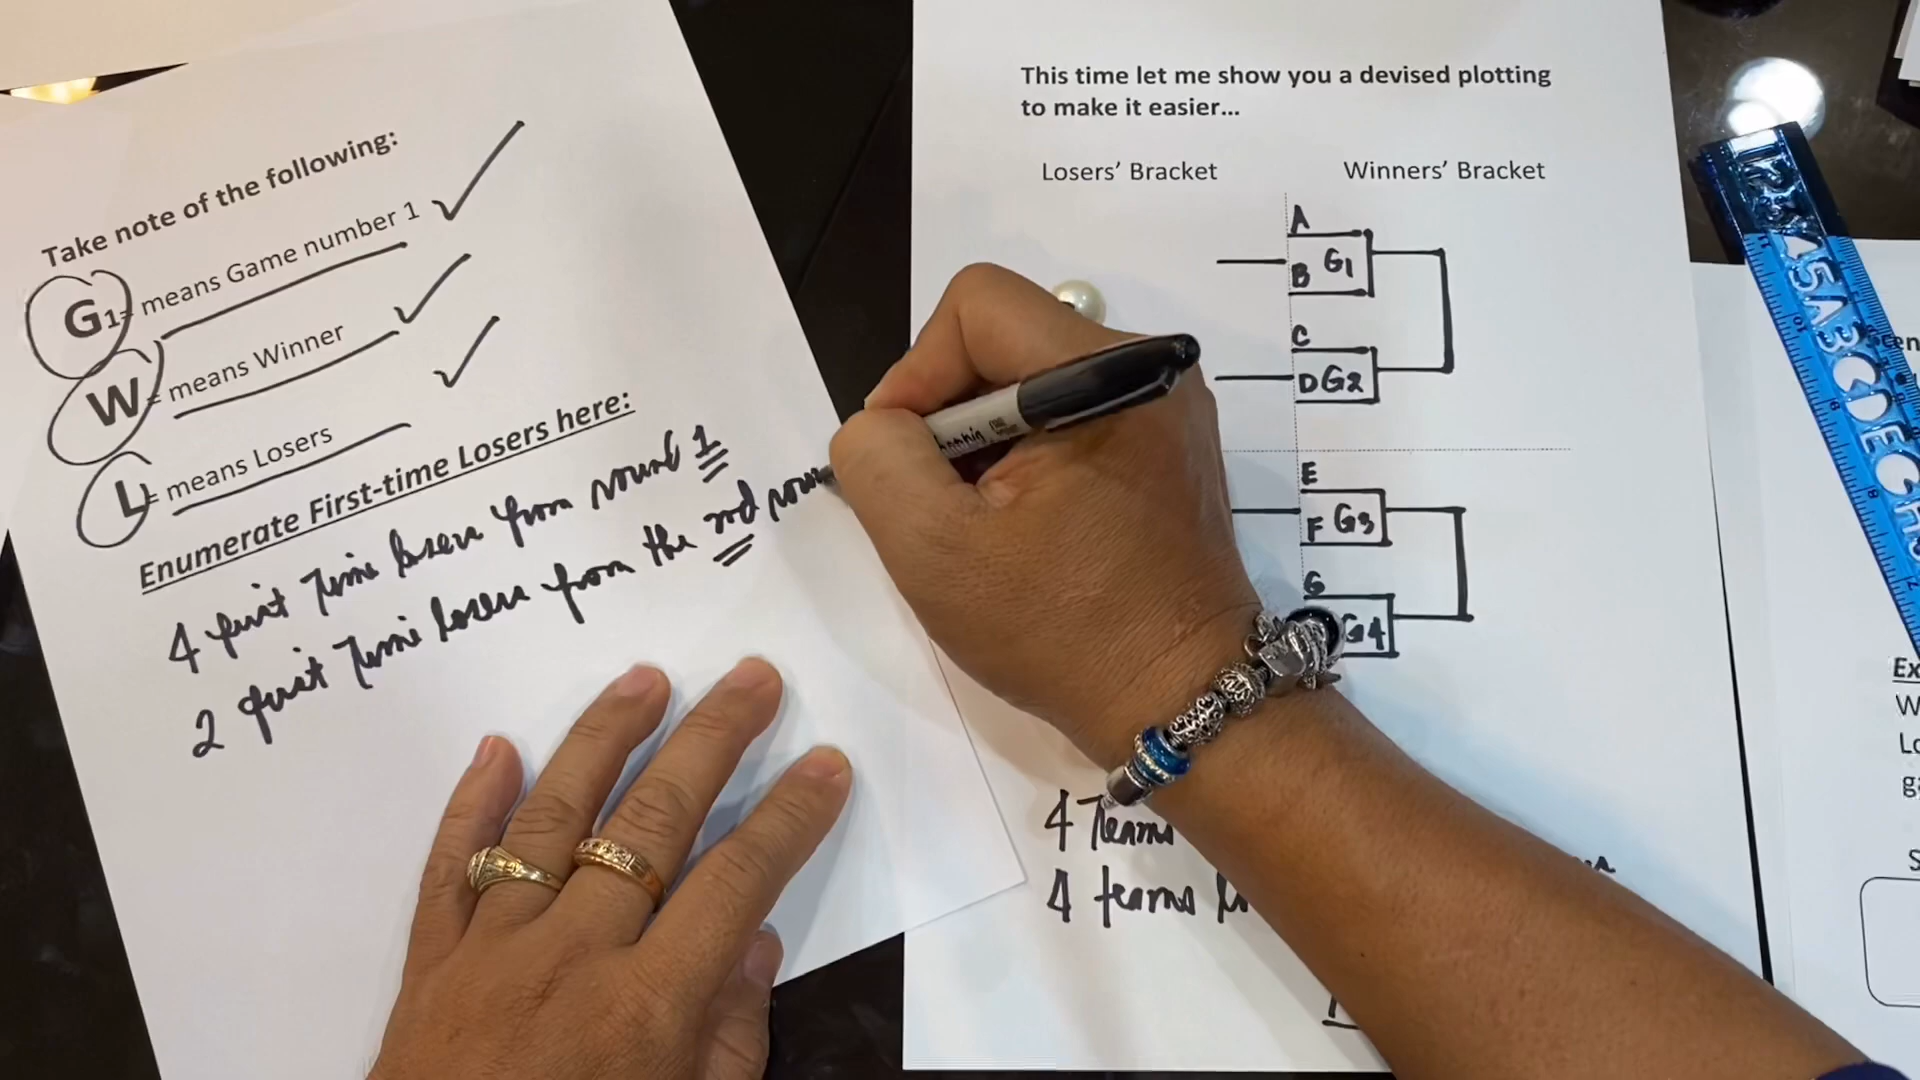 Take note of the following:
G1= means Game number 1
W= means Winner
L= means Losers
Enumerate First-time Losers here:
4 first Time losers from round 1
2 first Time losers from the 2nd roun
This time let me show you a devised plotting
to make it easier...
Losers' Bracket Winners' Bracket
A
B G1
C
D G2
E
F G3
G
G4
4 Teams
4 teams
Ex